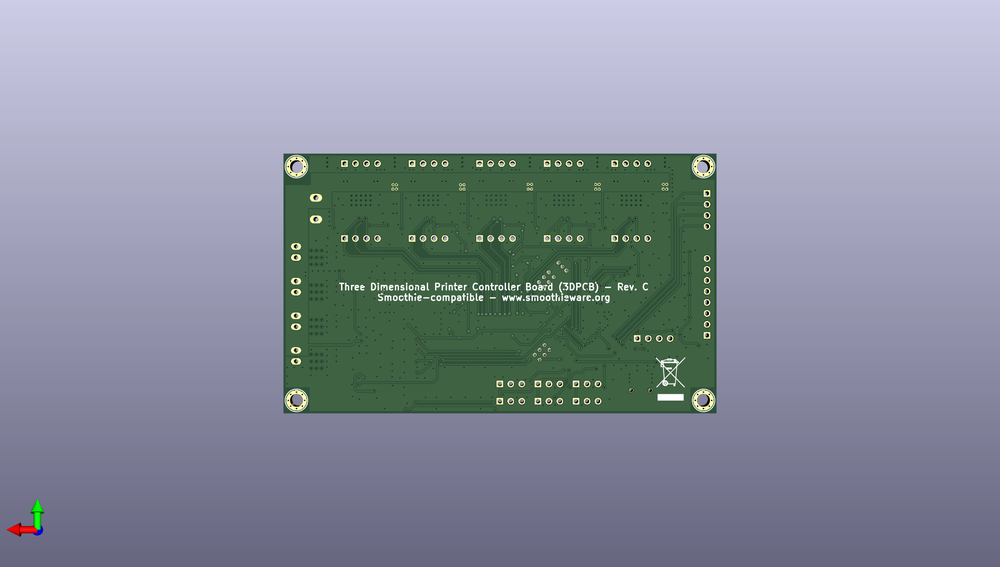 Three Dimensional Printer Controller Board (3DPCB) – Rev. C
Smoothie-compatible – www.smoothieware.org